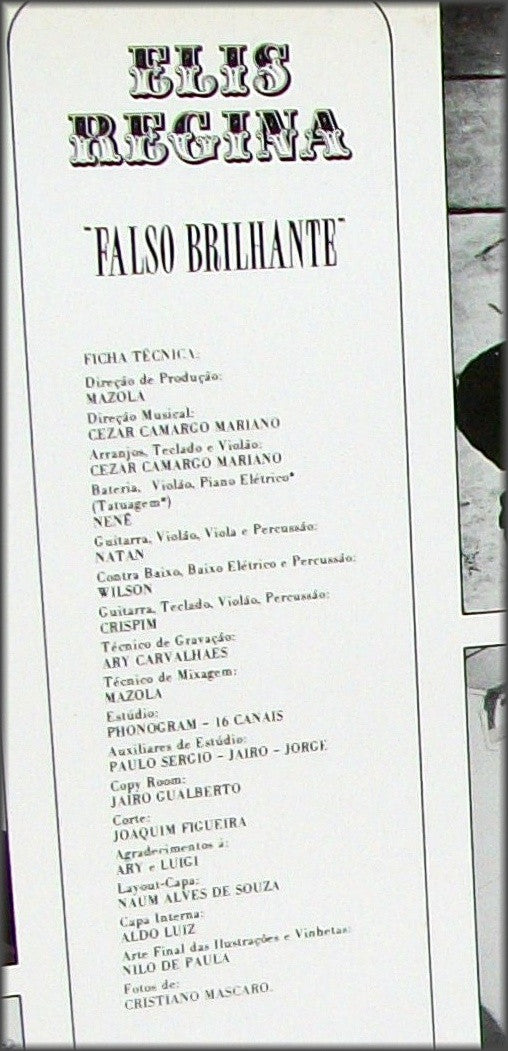 ELIS
REGINA
"FALSO BRILHANTE"
FICHA TÉCNICA:
Direção de Produção:
MAZOLA
Direção Musical:
CEZAR CAMARGO MARIANO
Arranjos, Teclado e Violão:
CEZAR CAMARGO MARIANO
Bateria, Violão, Piano Elétrico*
(Tatuagem*)
NENÊ
Guitarra, Violão, Viola e Percussão:
NATAN
Contra Baixo, Baixo Elétrico e Percussão:
WILSON
Guitarra, Teclado, Violão, Percussão:
CRISPIM
Técnico de Gravação:
ARY CARVALHAES
Técnico de Mixagem:
MAZOLA
Estúdio:
PHONOGRAM - 16 CANAIS
Auxiliares de Estúdio:
PAULO SERGIO - JAIRO - JORGE
Copy Room:
JAIRO GUALBERTO
Corte:
JOAQUIM FIGUEIRA
Agradecimentos à:
ARY e LUIGI
Layout-Capa:
NAUM ALVES DE SOUZA
Capa Interna:
ALDO LUIZ
Arte Final das Ilustrações e Vinhetas:
NILO DE PAULA
Fotos de:
CRISTIANO MASCARO.